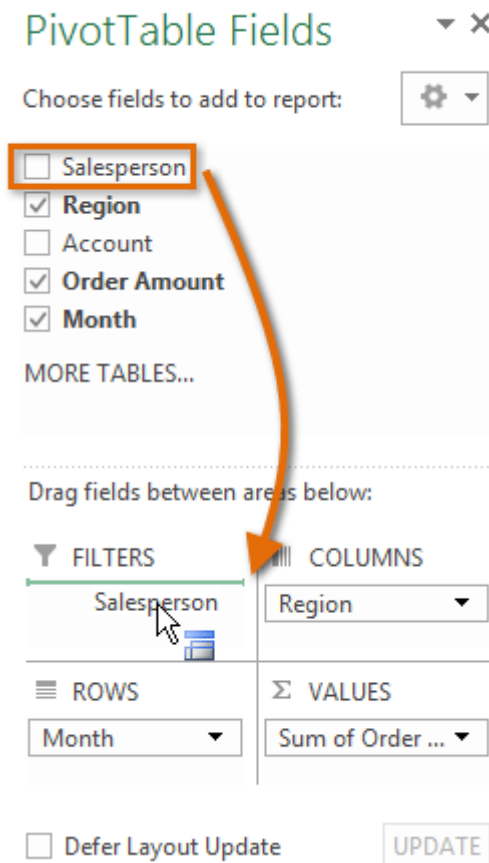 PivotTable Fields
Choose fields to add to report:
Salesperson
Region
Account
Order Amount
Month
MORE TABLES...
Drag fields between areas below:
FILTERS
COLUMNS
Salesperson
Region
ROWS
Σ VALUES
Month
Sum of Order ...
Defer Layout Update
UPDATE